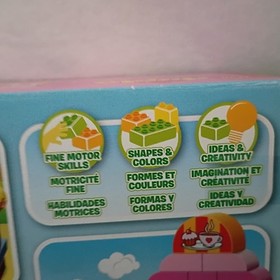 FINE MOTOR
SKILLS
MOTRICITÉ
FINE
HABILIDADES
MOTRICES
SHAPES &
COLORS
FORMES ET
COULEURS
FORMAS Y
COLORES
IDEAS &
CREATIVITY
IMAGINATION ET
CRÉATIVITÉ
IDEAS Y
CREATIVIDAD